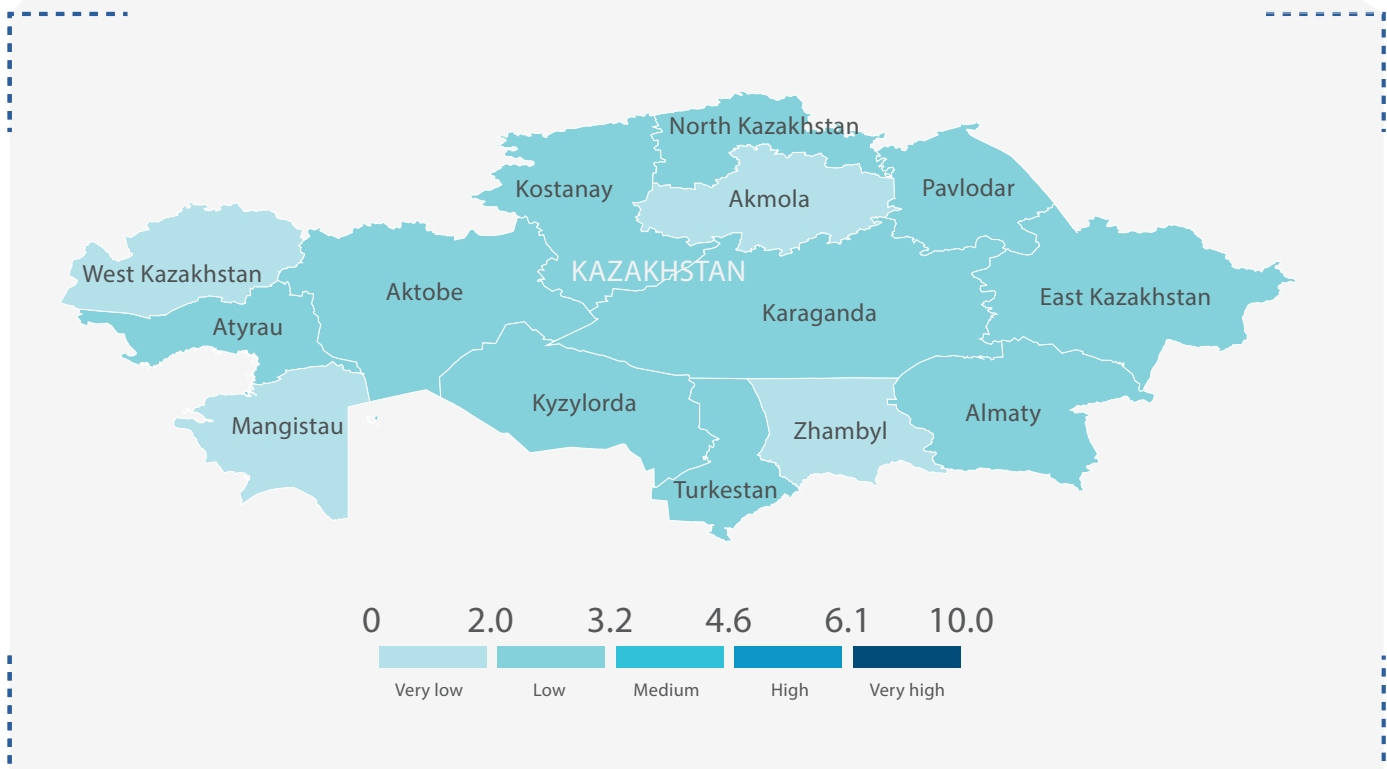 North Kazakhstan
Kostanay
Pavlodar
Akmola
West Kazakhstan
KAZAKHSTAN
Aktobe
East Kazakhstan
Karaganda
Atyrau
Kyzylorda
Almaty
Mangistau
Zhambyl
Turkestan
0 2.0 3.2 4.6 6.1 10.0
Very low Low Medium High Very high